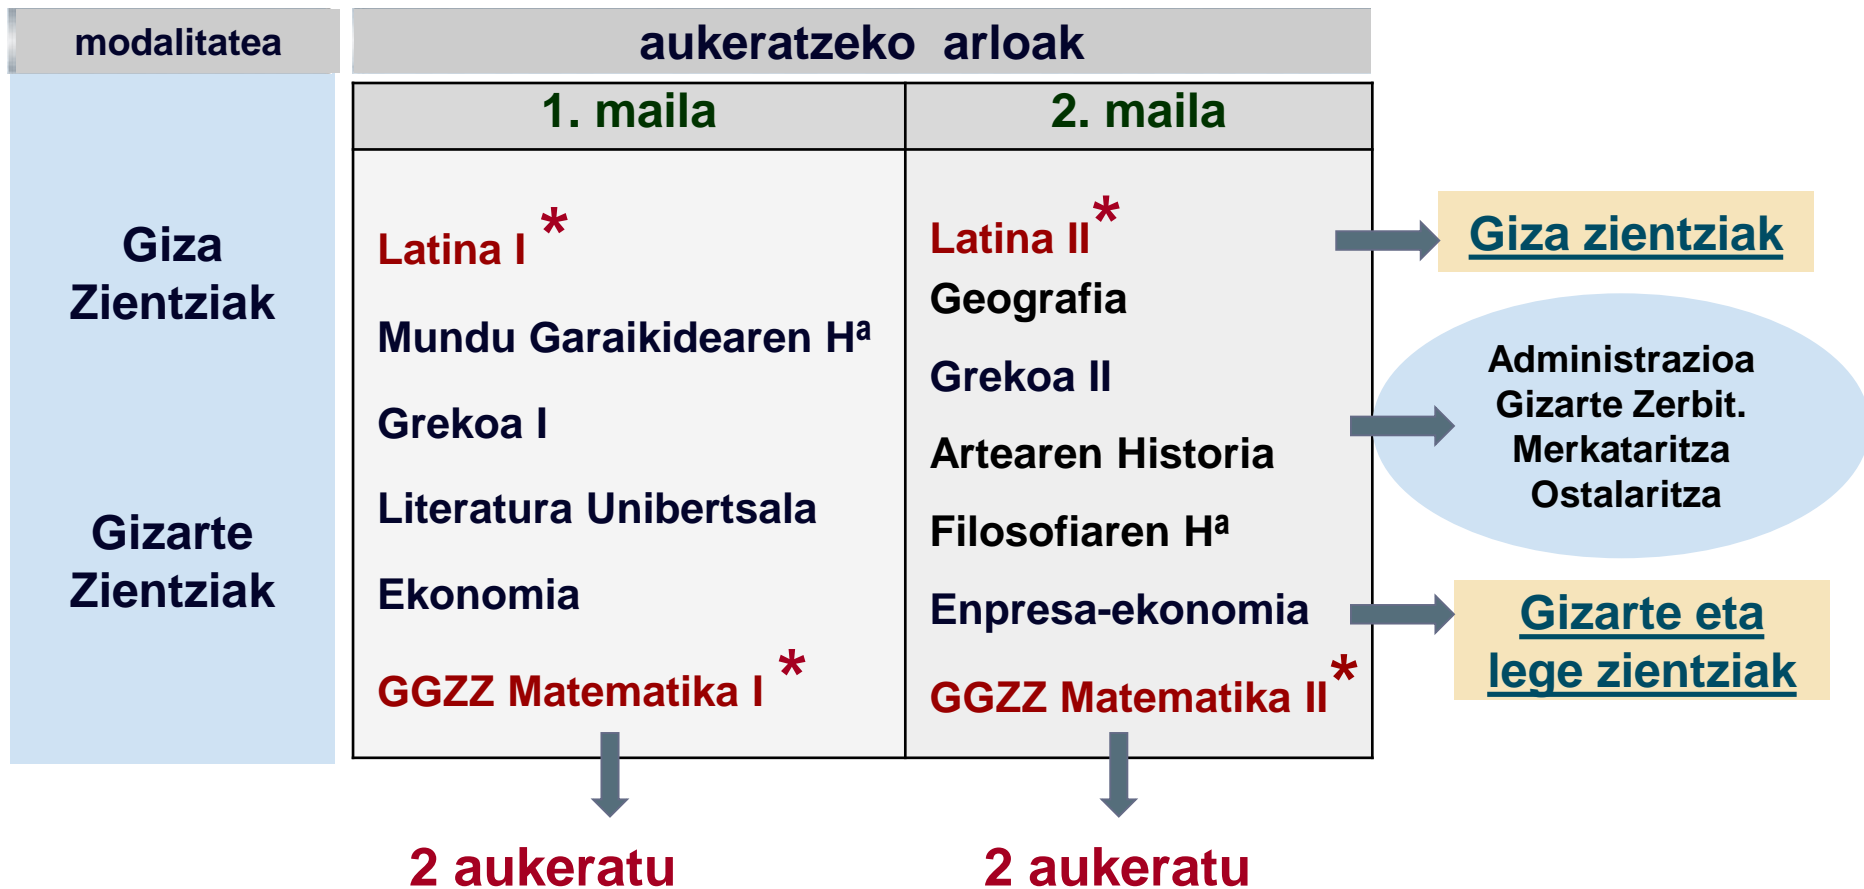 modalitatea
aukeratzeko arloak
1. maila
2. maila
Giza
Zientziak
Gizarte
Zientziak
Latina I *
Mundu Garaikidearen Hª
Grekoa I
Literatura Unibertsala
Ekonomia
GGZZ Matematika I *
Latina II *
Geografia
Grekoa II
Artearen Historia
Filosofiaren Hª
Enpresa-ekonomia
GGZZ Matematika II *
Giza zientziak
Administrazioa
Gizarte Zerbit.
Merkataritza
Ostalaritza
Gizarte eta
lege zientziak
2 aukeratu
2 aukeratu